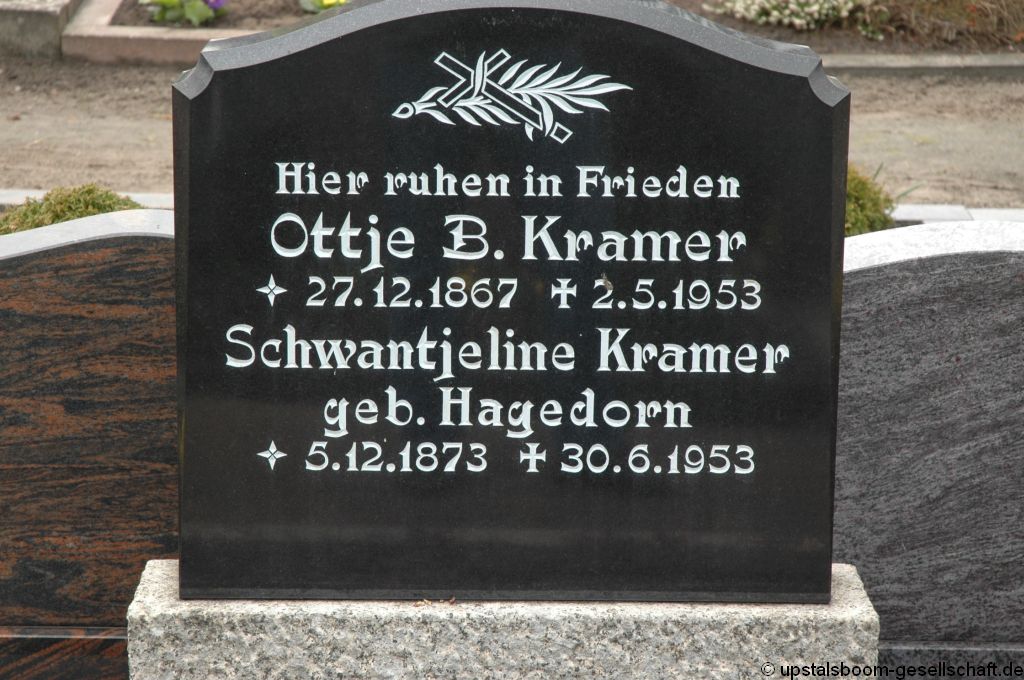 Hier ruhen in Frieden
Ottje B. Kramer
27.12.1867 2.5.1953
Schwantjeline Kramer
geb. Hagedorn
5.12.1873 30.6.1953
© upstalsboom-gesellschaft.de